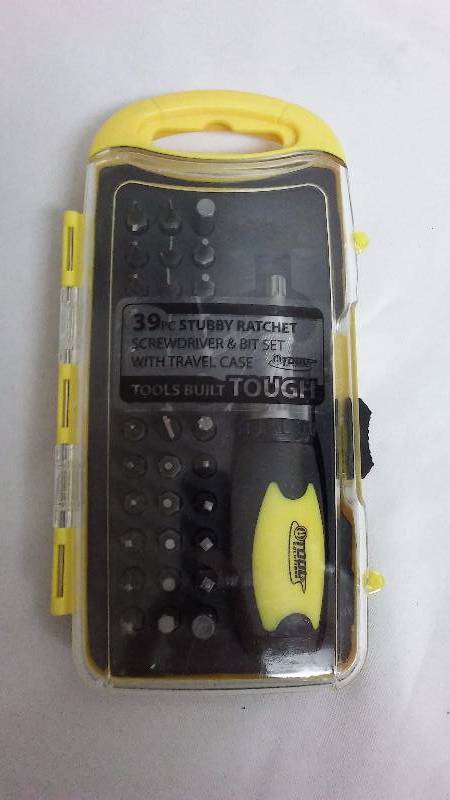 39PC STUBBY RATCHET
SCREWDRIVER & BIT SET
WITH TRAVEL CASE
TOOLS BUILT TOUGH